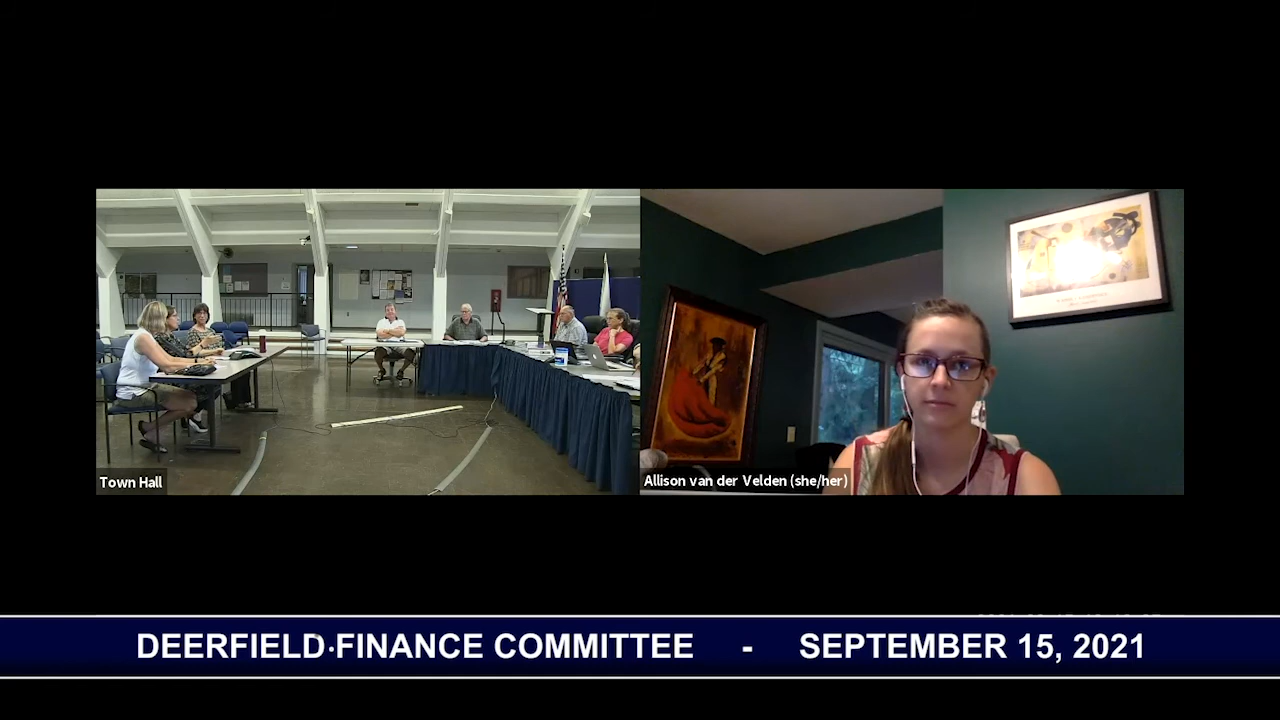 Town Hall
Allison van der Velden (she/her)
DEERFIELD·FINANCE COMMITTEE - SEPTEMBER 15, 2021